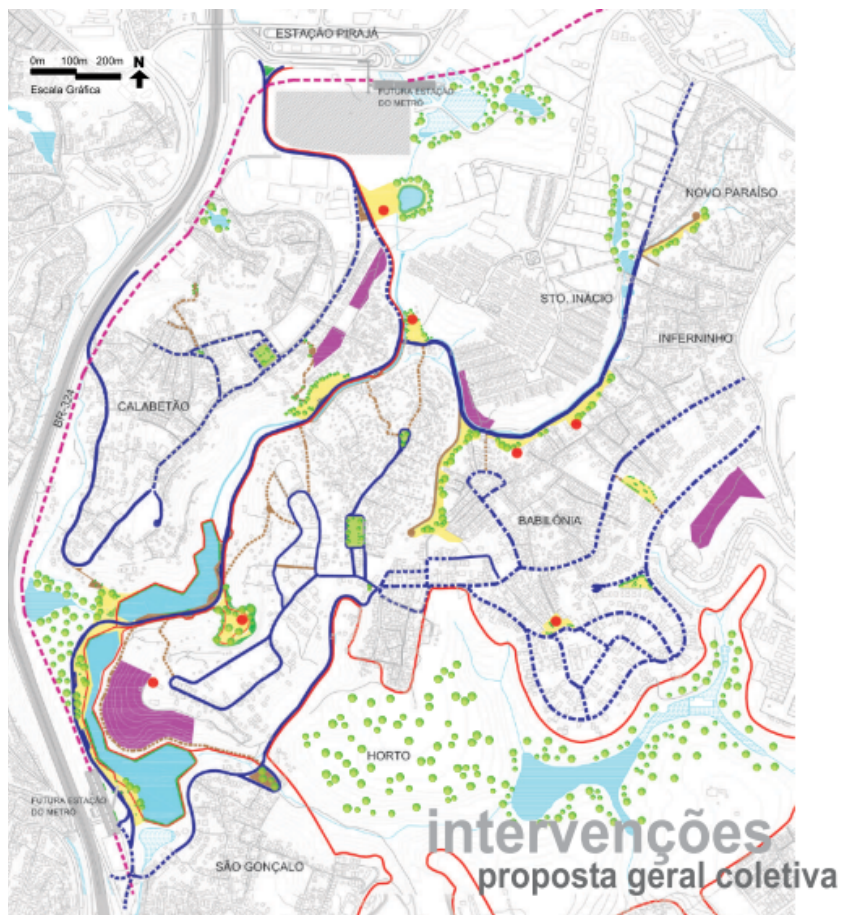 ESTAÇÃO PIRAJÁ
0m 100m 200m N
Escala Gráfica
FUTURA ESTAÇÃO
DO METRÔ
NOVO PARAÍSO
STO. INÁCIO
INFERNINHO
BR-324
CALABETÃO
BABILÔNIA
HORTO
FUTURA ESTAÇÃO
DO METRÔ
SÃO GONÇALO
intervenções
proposta geral coletiva